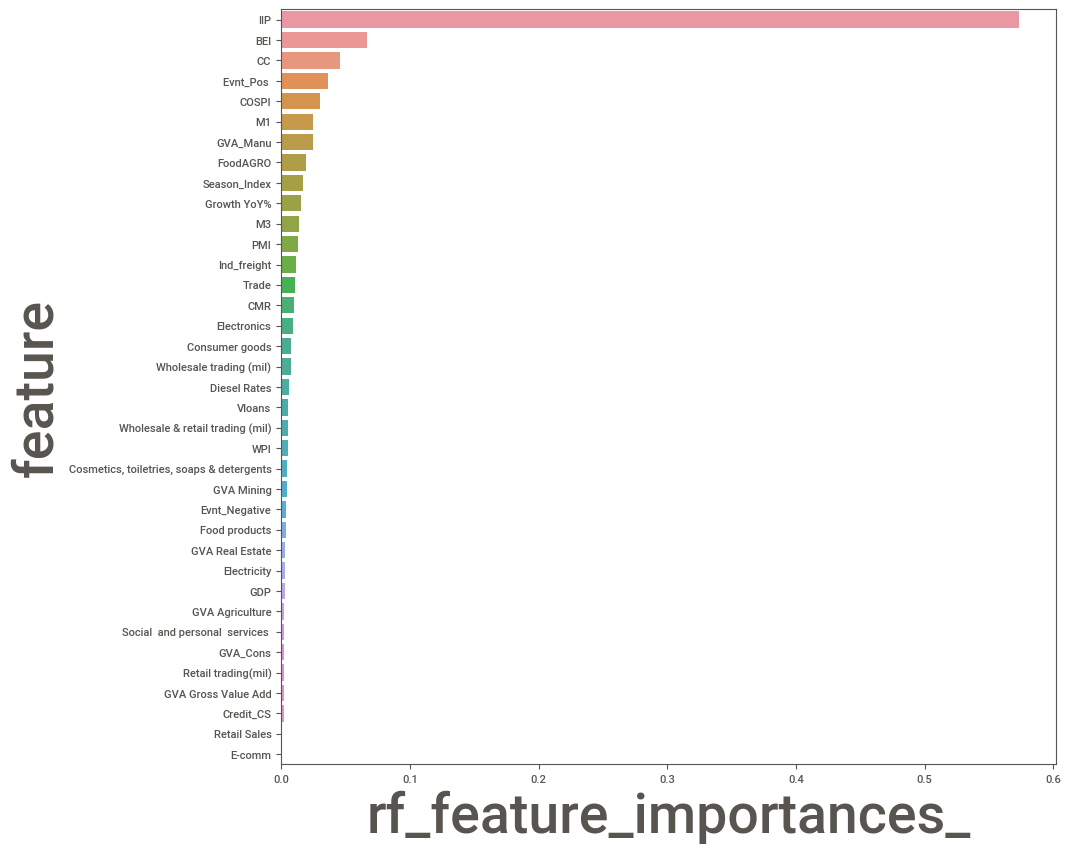 IIP
BEI
CC
Evnt_Pos
COSPI
M1
GVA_Manu
FoodAGRO
Season_Index
Growth YoY%
M3
PMI
Ind_freight
Trade
CMR
Electronics
Consumer goods
Wholesale trading (mil)
Diesel Rates
Vloans
Wholesale & retail trading (mil)
WPI
Cosmetics, toiletries, soaps & detergents
GVA Mining
Evnt_Negative
Food products
GVA Real Estate
Electricity
GDP
GVA Agriculture
Social  and personal  services
GVA_Cons
Retail trading(mil)
GVA Gross Value Add
Credit_CS
Retail Sales
E-comm
feature
0.0 0.1 0.2 0.3 0.4 0.5 0.6
rf_feature_importances_